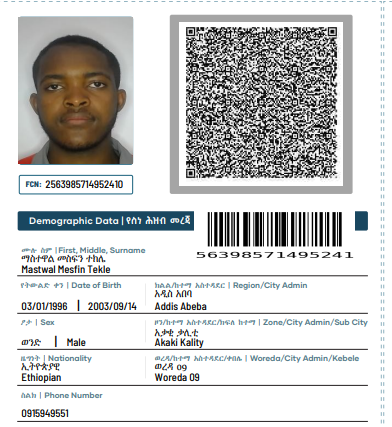 FCN: 2563985714952410
Demographic Data | የስነ ሕዝብ መረጃ
563985714952​41
ሙሉ ስም | First, Middle, Surname
ማስተዋል መስፍን ተክሌ
Mastwal Mesfin Tekle
የትውልድ ቀን | Date of Birth
03/01/1996 | 2003/09/14
ክልል/ከተማ አስተዳደር | Region/City Admin
አዲስ አበባ
Addis Abeba
ፆታ | Sex
ወንድ | Male
ዞን/ከተማ አስተዳደር/ክፍለ ከተማ | Zone/City Admin/Sub City
አቃቂ ቃሊቲ
Akaki Kality
ዜግነት | Nationality
ኢትዮጵያዊ
Ethiopian
ወረዳ/ከተማ አስተዳደር/ቀበሌ | Woreda/City Admin/Kebele
ወረዳ 09
Woreda 09
ስልክ | Phone Number
0915949551